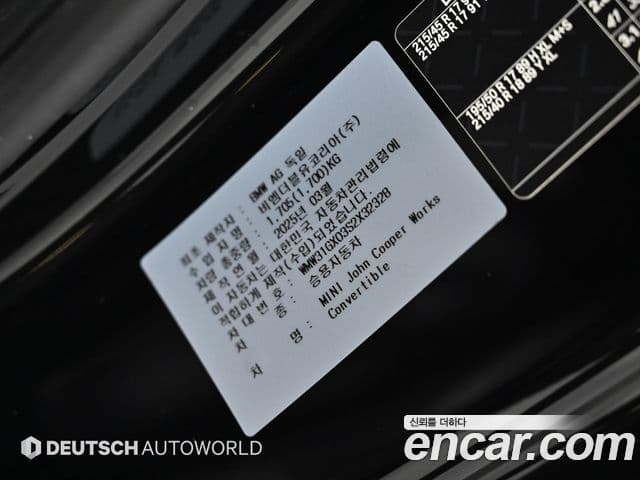 215/45 R 17
215/45 R 17 91
195/50 R 17 89 H XL M+S
215/40 R 18 89 V XL
최초 제작자 : BMW AG 독일
수입자명 : 비엠더블유코리아(주)
차량 총중량 : 1,705(1,700)KG
제작연월 : 2025년 03월
이 자동차는 대한민국 자동차관리법령에
적합하게 제작(수입)되었습니다.
차대번호 : WMW31GX03S2X32328
차 종 : 승용자동차
차 명 : MINI John Cooper Works
Convertible
DEUTSCH AUTOWORLD
신뢰를 더하다
encar.com